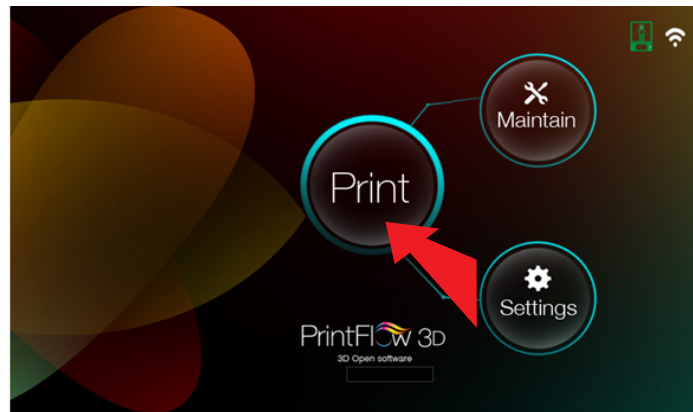 Maintain
Print
Settings
PrintFlow 3D
3D Open software